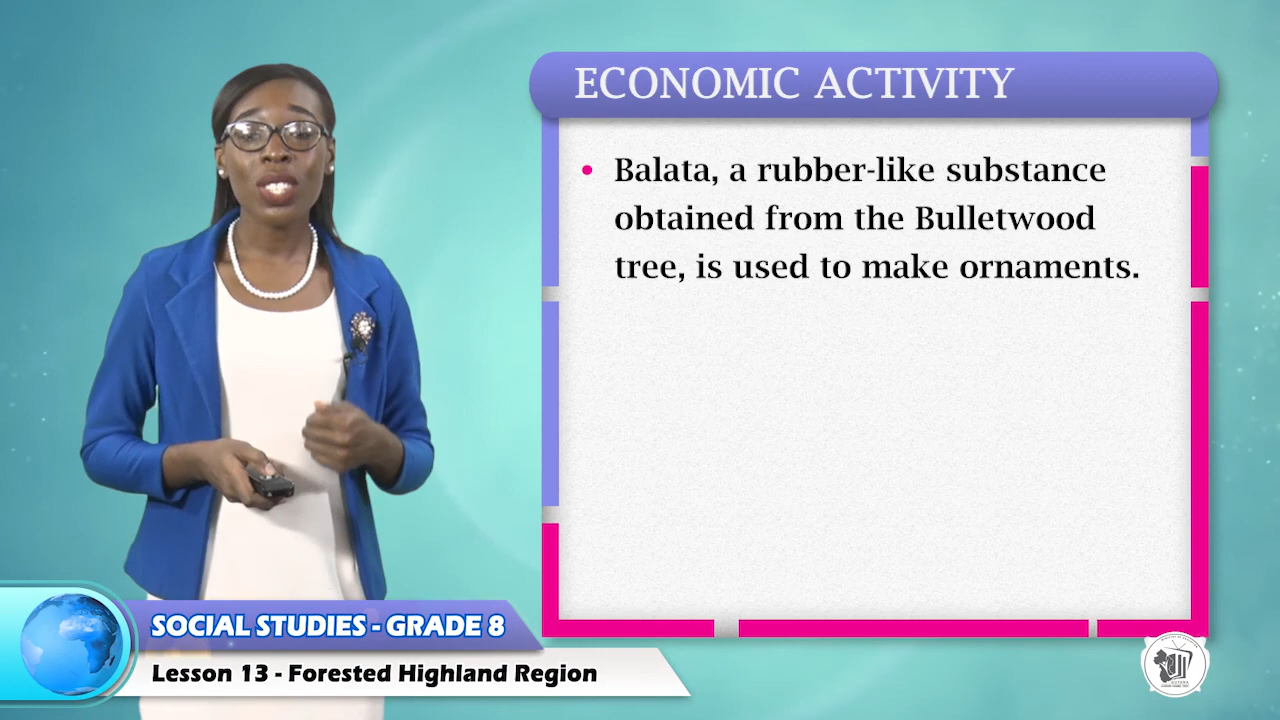 ECONOMIC ACTIVITY
• Balata, a rubber-like substance
obtained from the Bulletwood
tree, is used to make ornaments.
SOCIAL STUDIES - GRADE 8
Lesson 13 - Forested Highland Region